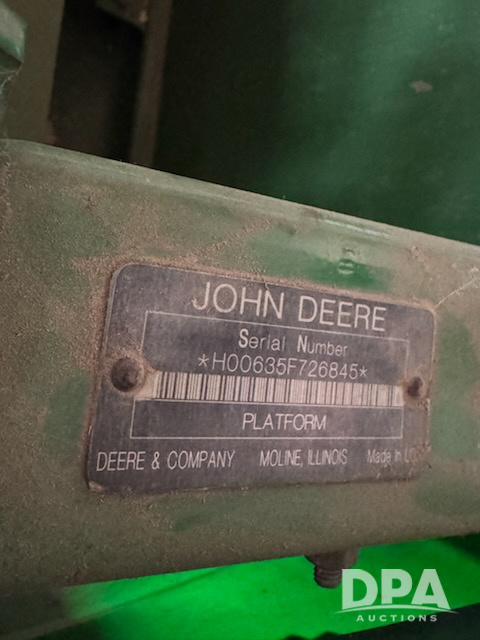 JOHN DEERE
Serial Number
*H00635F726845*
PLATFORM
DEERE & COMPANY MOLINE, ILLINOIS Made In
DPA
AUCTIONS